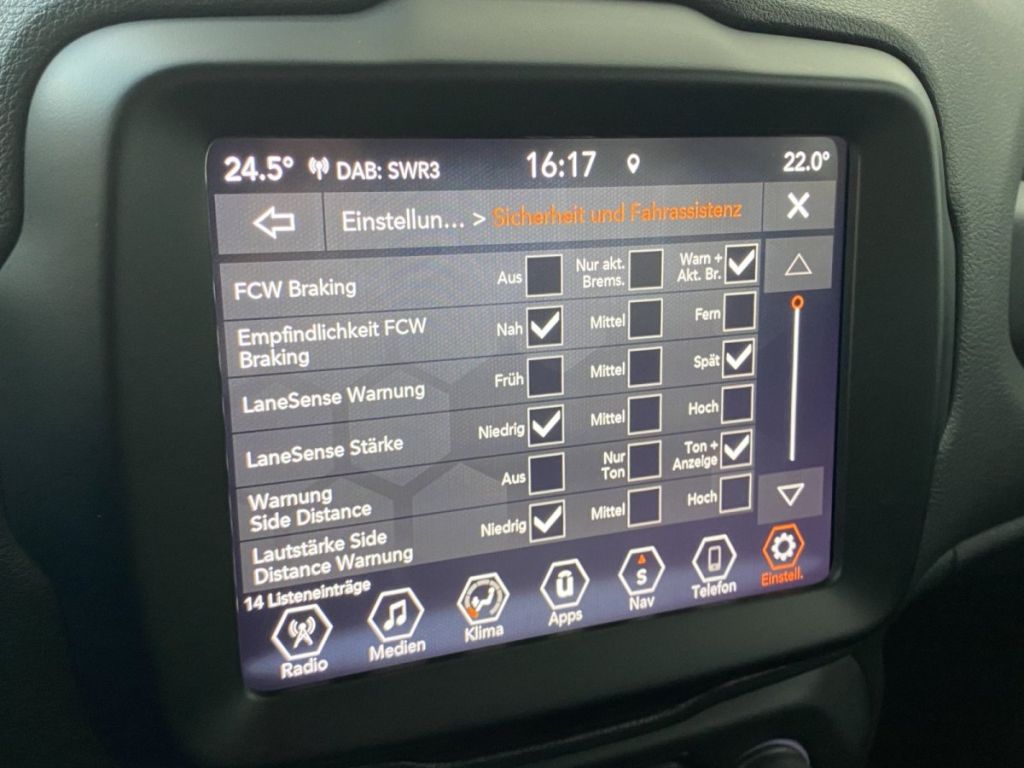 24.5° DAB: SWR3 16:17 22.0°
Einstellun... > Sicherheit und Fahrassistenz X
FCW Braking Aus Nur akt. Brems. Warn + Akt. Br.
Empfindlichkeit FCW Braking Nah Mittel Fern
LaneSense Warnung Früh Mittel Spät
LaneSense Stärke Niedrig Mittel Hoch
Warnung Side Distance Aus Nur Ton Ton + Anzeige
Lautstärke Side Distance Warnung Niedrig Mittel Hoch
14 Listeneinträge
Radio Medien Klima Apps Nav Telefon Einstell.